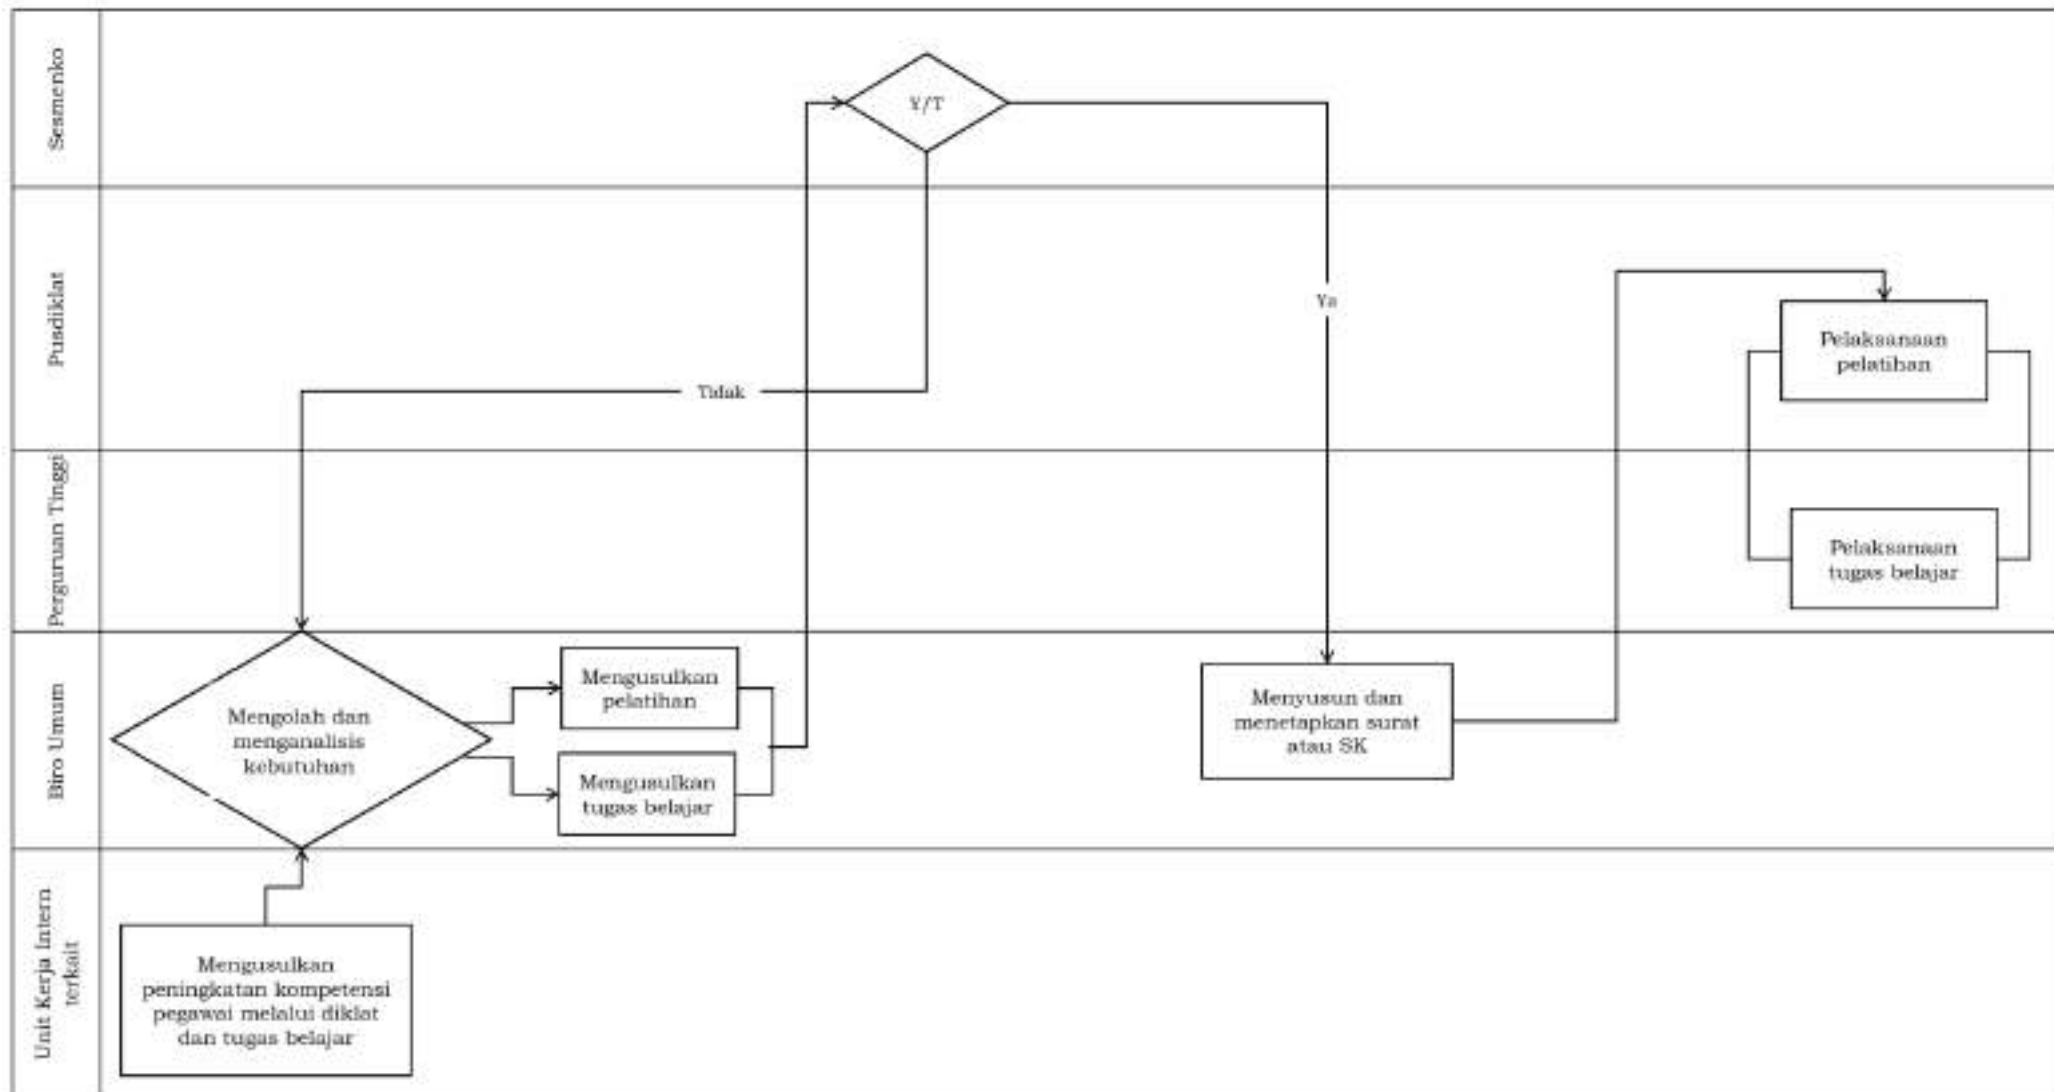 Sesmenko
Y/T
Pusdiklat
Ya
Pelaksanaan
pelatihan
Tidak
Perguruan Tinggi
Pelaksanaan
tugas belajar
Biro Umum
Mengolah dan
menganalisis
kebutuhan
Mengusulkan
pelatihan
Mengusulkan
tugas belajar
Menyusun dan
menetapkan surat
atau SK
Unit Kerja Intern
terkait
Mengusulkan
peningkatan kompetensi
pegawai melalui diklat
dan tugas belajar